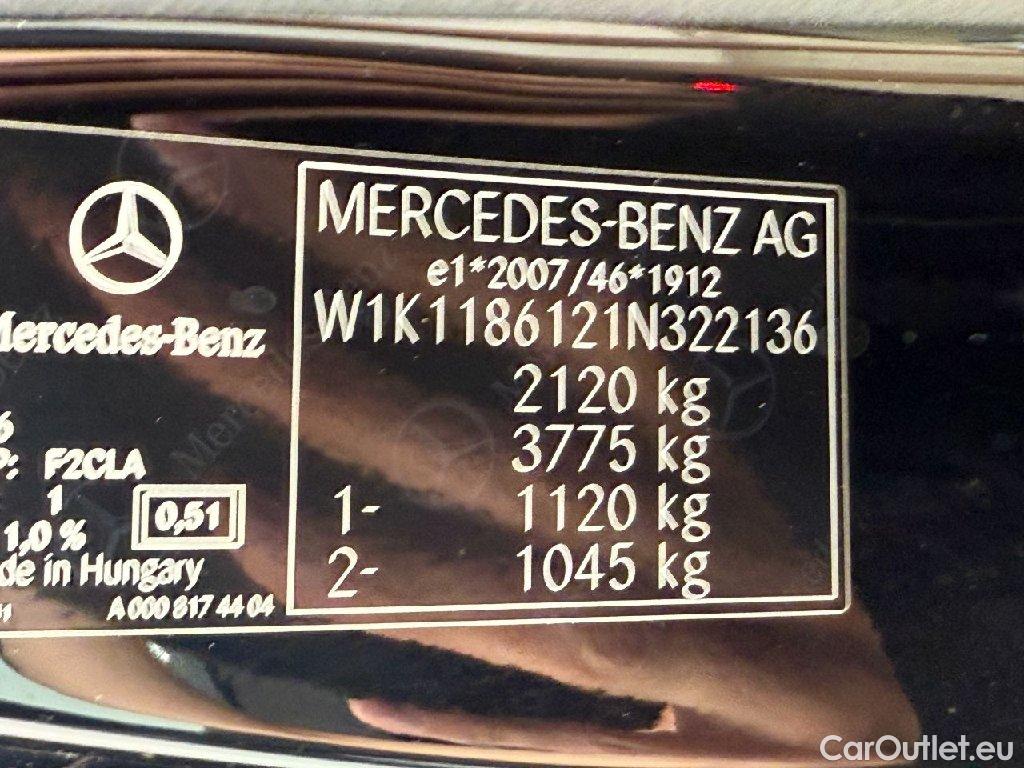 MERCEDES-BENZ AG
e1*2007/46*1912
W1K1186121N322136
2120 kg
3775 kg
1- 1120 kg
2- 1045 kg
Mercedes-Benz
6
P: F2CLA
1
1,0 %
0,51
de in Hungary
A 000 817 44 04
CarOutlet.eu